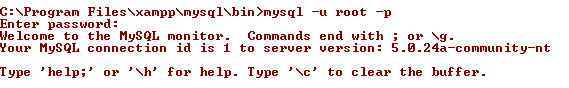 C:\Program Files\xampp\mysql\bin>mysql -u root -p
Enter password:
Welcome to the MySQL monitor.  Commands end with ; or \g.
Your MySQL connection id is 1 to server version: 5.0.24a-community-nt
Type 'help;' or '\h' for help. Type '\c' to clear the buffer.